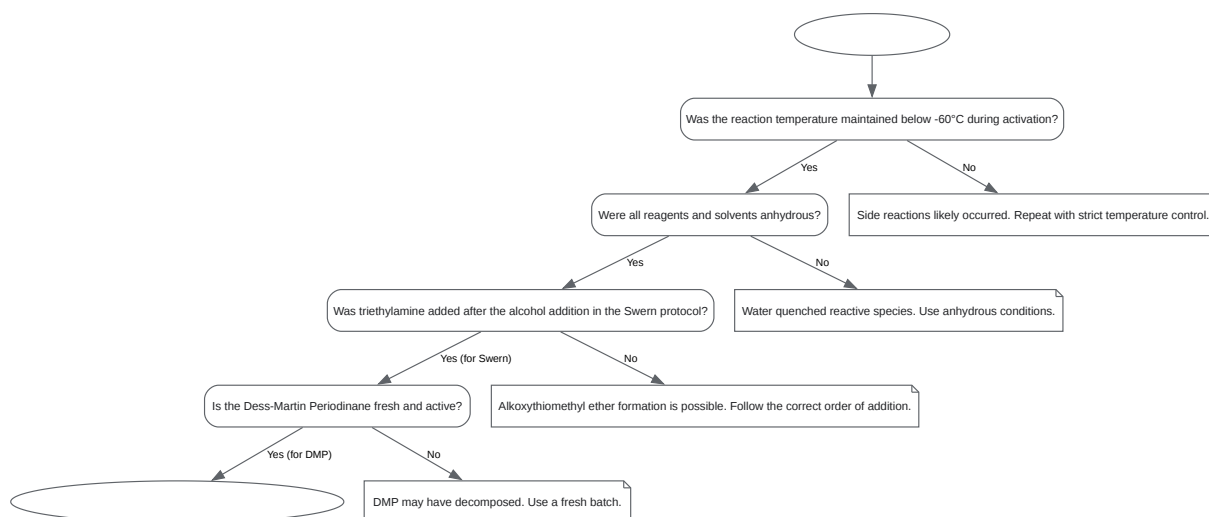 Was the reaction temperature maintained below -60°C during activation?
Yes
No
Were all reagents and solvents anhydrous?
Side reactions likely occurred. Repeat with strict temperature control.
Yes
No
Was triethylamine added after the alcohol addition in the Swern protocol?
Water quenched reactive species. Use anhydrous conditions.
Yes (for Swern)
No
Is the Dess-Martin Periodinane fresh and active?
Alkoxythiomethyl ether formation is possible. Follow the correct order of addition.
Yes (for DMP)
No
DMP may have decomposed. Use a fresh batch.